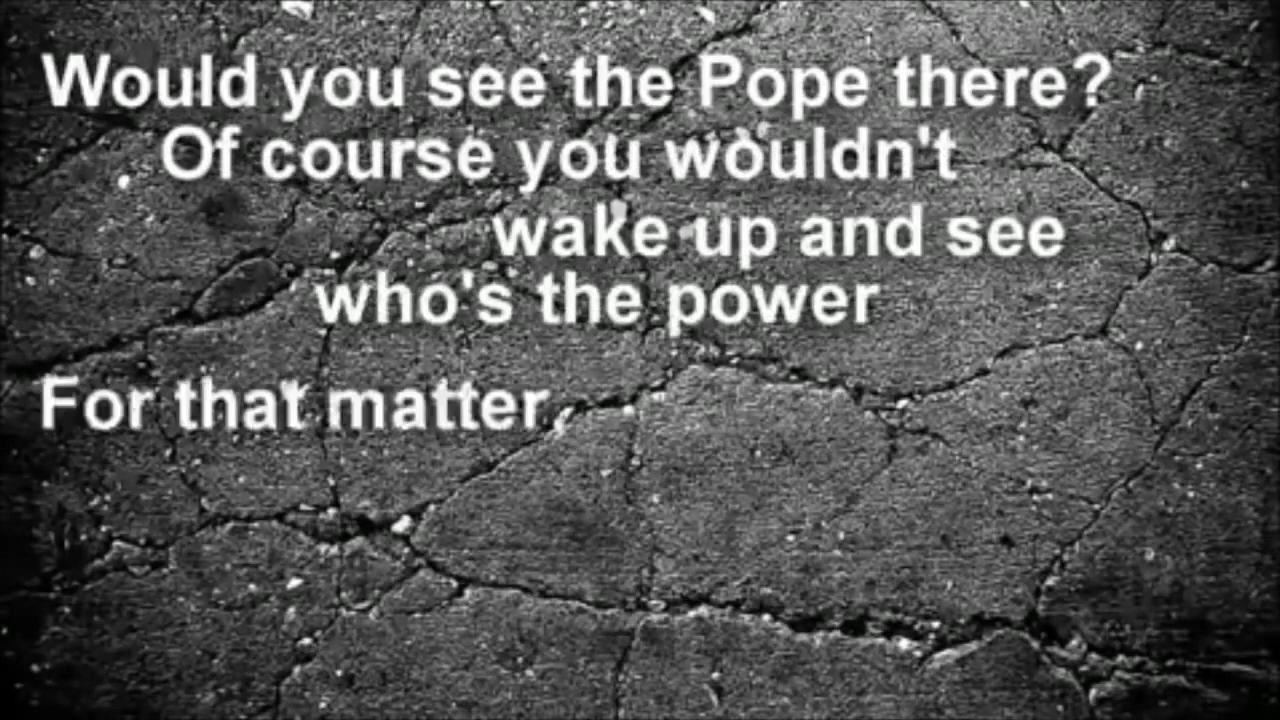 Would you see the Pope there?
Of course you wouldn't
wake up and see
who's the power
For that matter